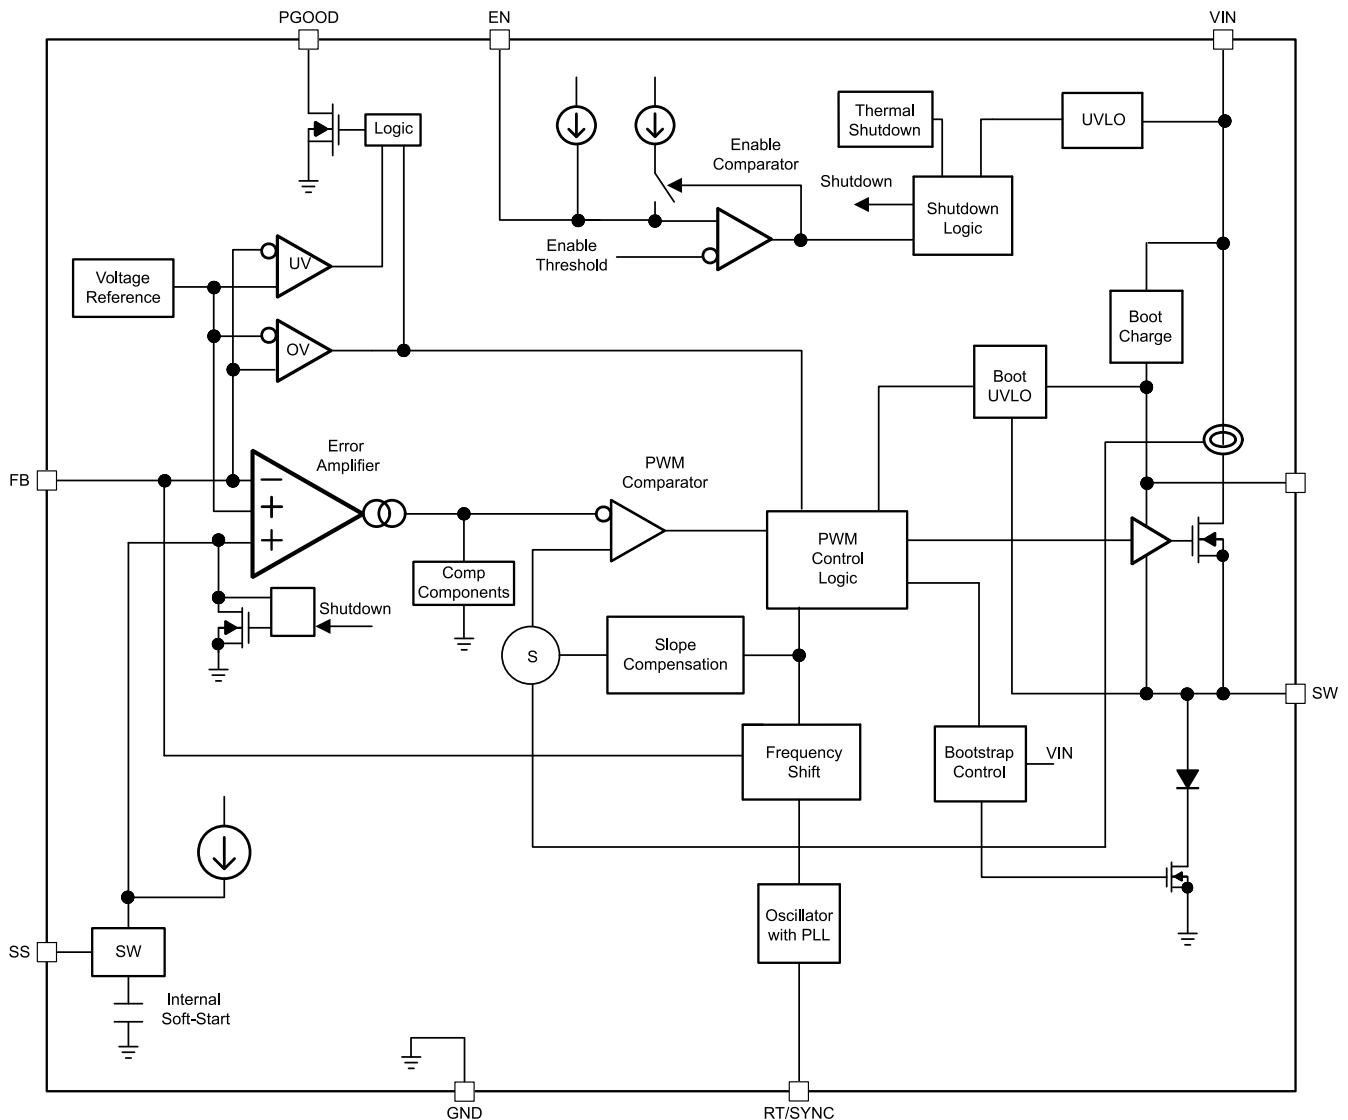 PGOOD
EN
VIN
Logic
Thermal
Shutdown
UVLO
Enable
Comparator
Shutdown
Shutdown
Logic
Enable
Threshold
UV
Voltage
Reference
OV
Boot
Charge
Boot
UVLO
Error
Amplifier
PWM
Comparator
FB
−
+
+
PWM
Control
Logic
Comp
Components
Shutdown
S
Slope
Compensation
SW
Frequency
Shift
Bootstrap
Control
VIN
Oscillator
with PLL
SS
SW
Internal
Soft-Start
GND
RT/SYNC